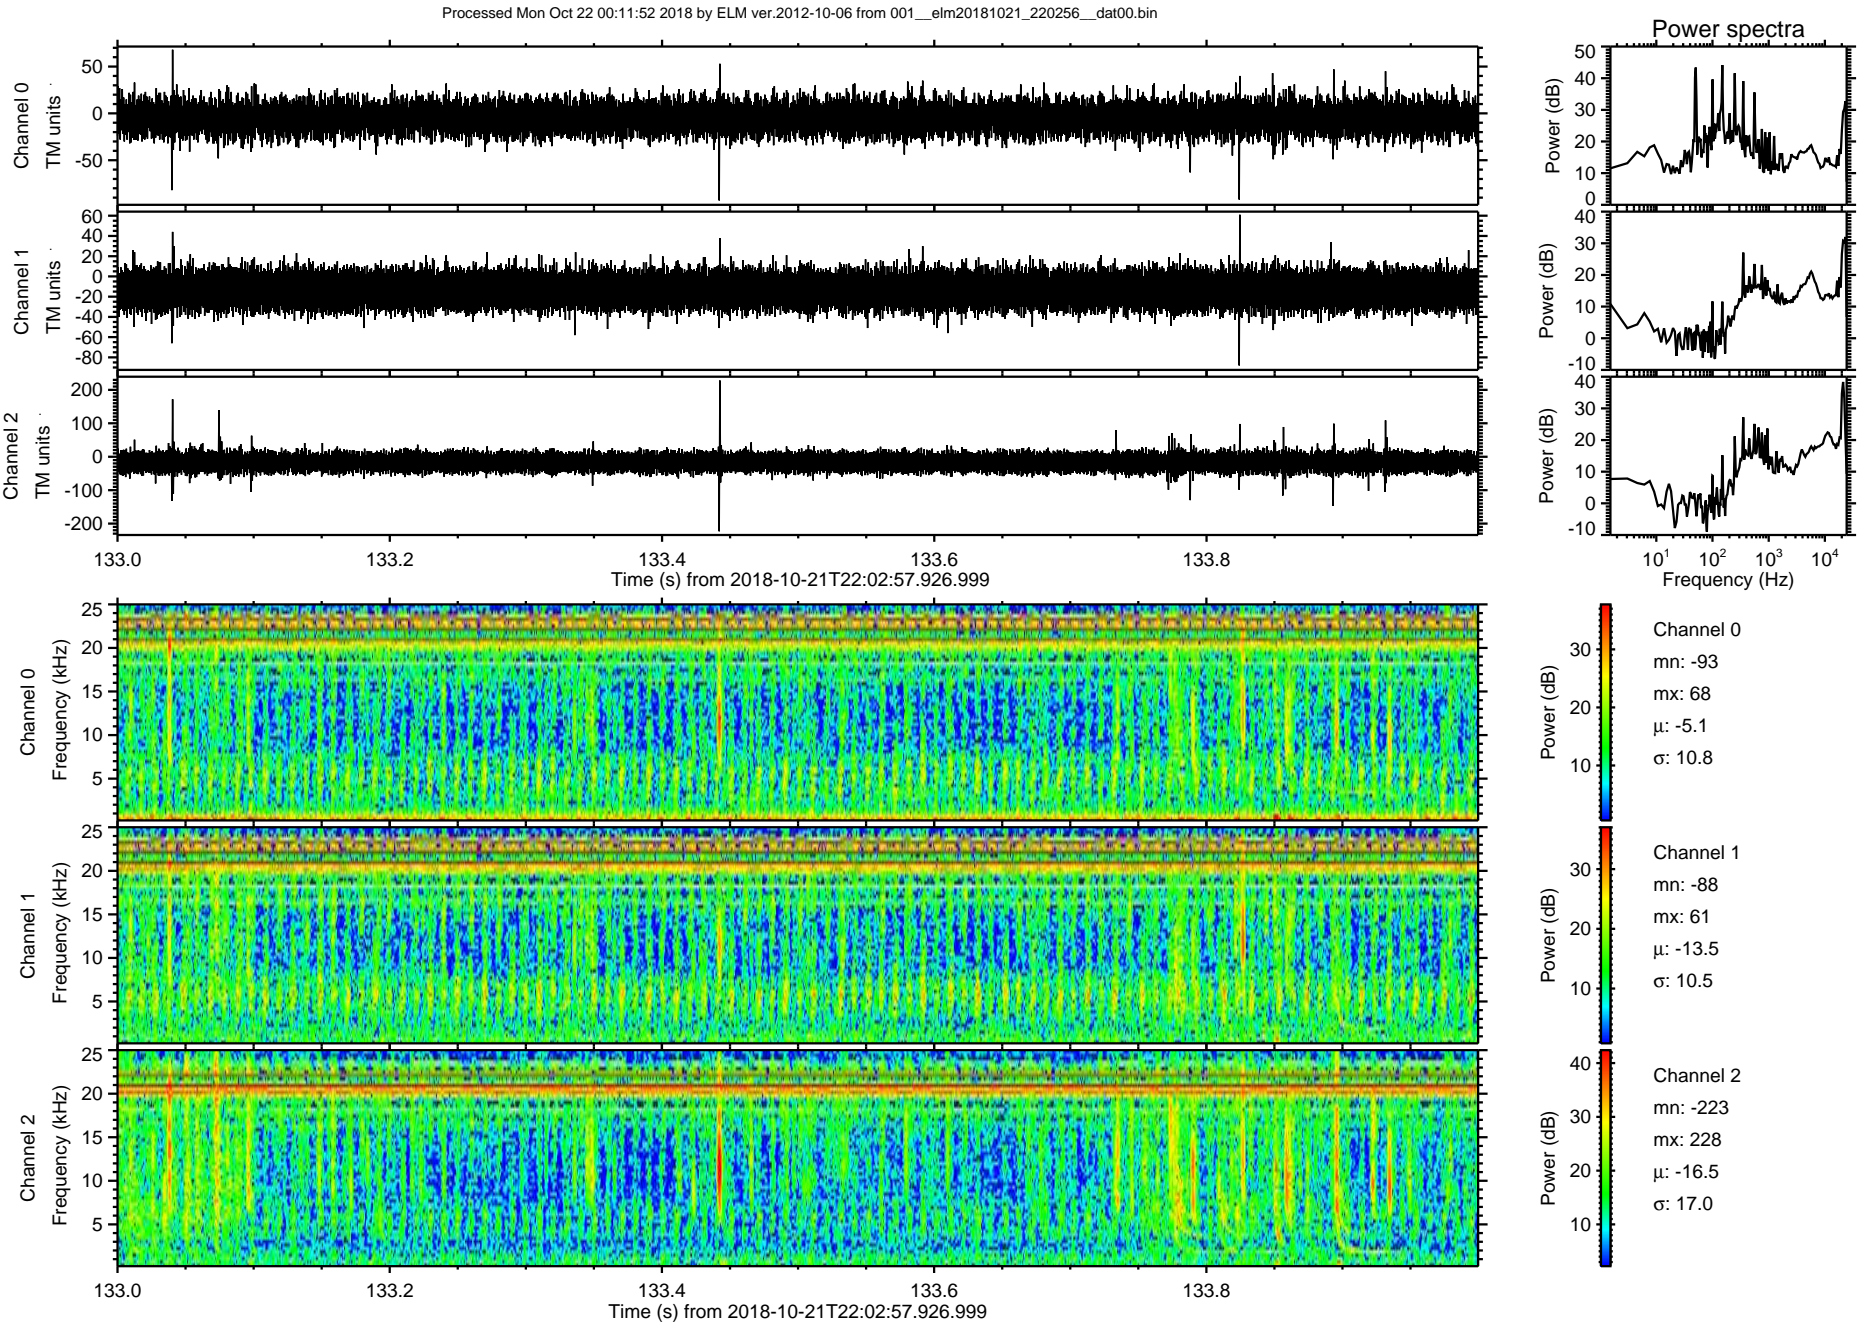 Processed Mon Oct 22 00:11:52 2018 by ELM ver.2012-10-06 from 001__elm20181021_220256__dat00.bin
Power spectra
Channel 0
TM units
50
0
-50
Power (dB)
50
40
30
20
10
0
Channel 1
TM units
60
40
20
0
-20
-40
-60
-80
Power (dB)
40
30
20
10
0
-10
Channel 2
TM units
200
100
0
-100
-200
Power (dB)
40
30
20
10
0
-10
133.0 133.2 133.4 133.6 133.8
Time (s) from 2018-10-21T22:02:57.926.999
10¹ 10² 10³ 10⁴
Frequency (Hz)
Channel 0
Frequency (kHz)
25
20
15
10
5
Power (dB)
30
20
10
Channel 0
mn: -93
mx: 68
μ: -5.1
σ: 10.8
Channel 1
Frequency (kHz)
25
20
15
10
5
Power (dB)
30
20
10
Channel 1
mn: -88
mx: 61
μ: -13.5
σ: 10.5
Channel 2
Frequency (kHz)
25
20
15
10
5
Power (dB)
40
30
20
10
Channel 2
mn: -223
mx: 228
μ: -16.5
σ: 17.0
133.0 133.2 133.4 133.6 133.8
Time (s) from 2018-10-21T22:02:57.926.999